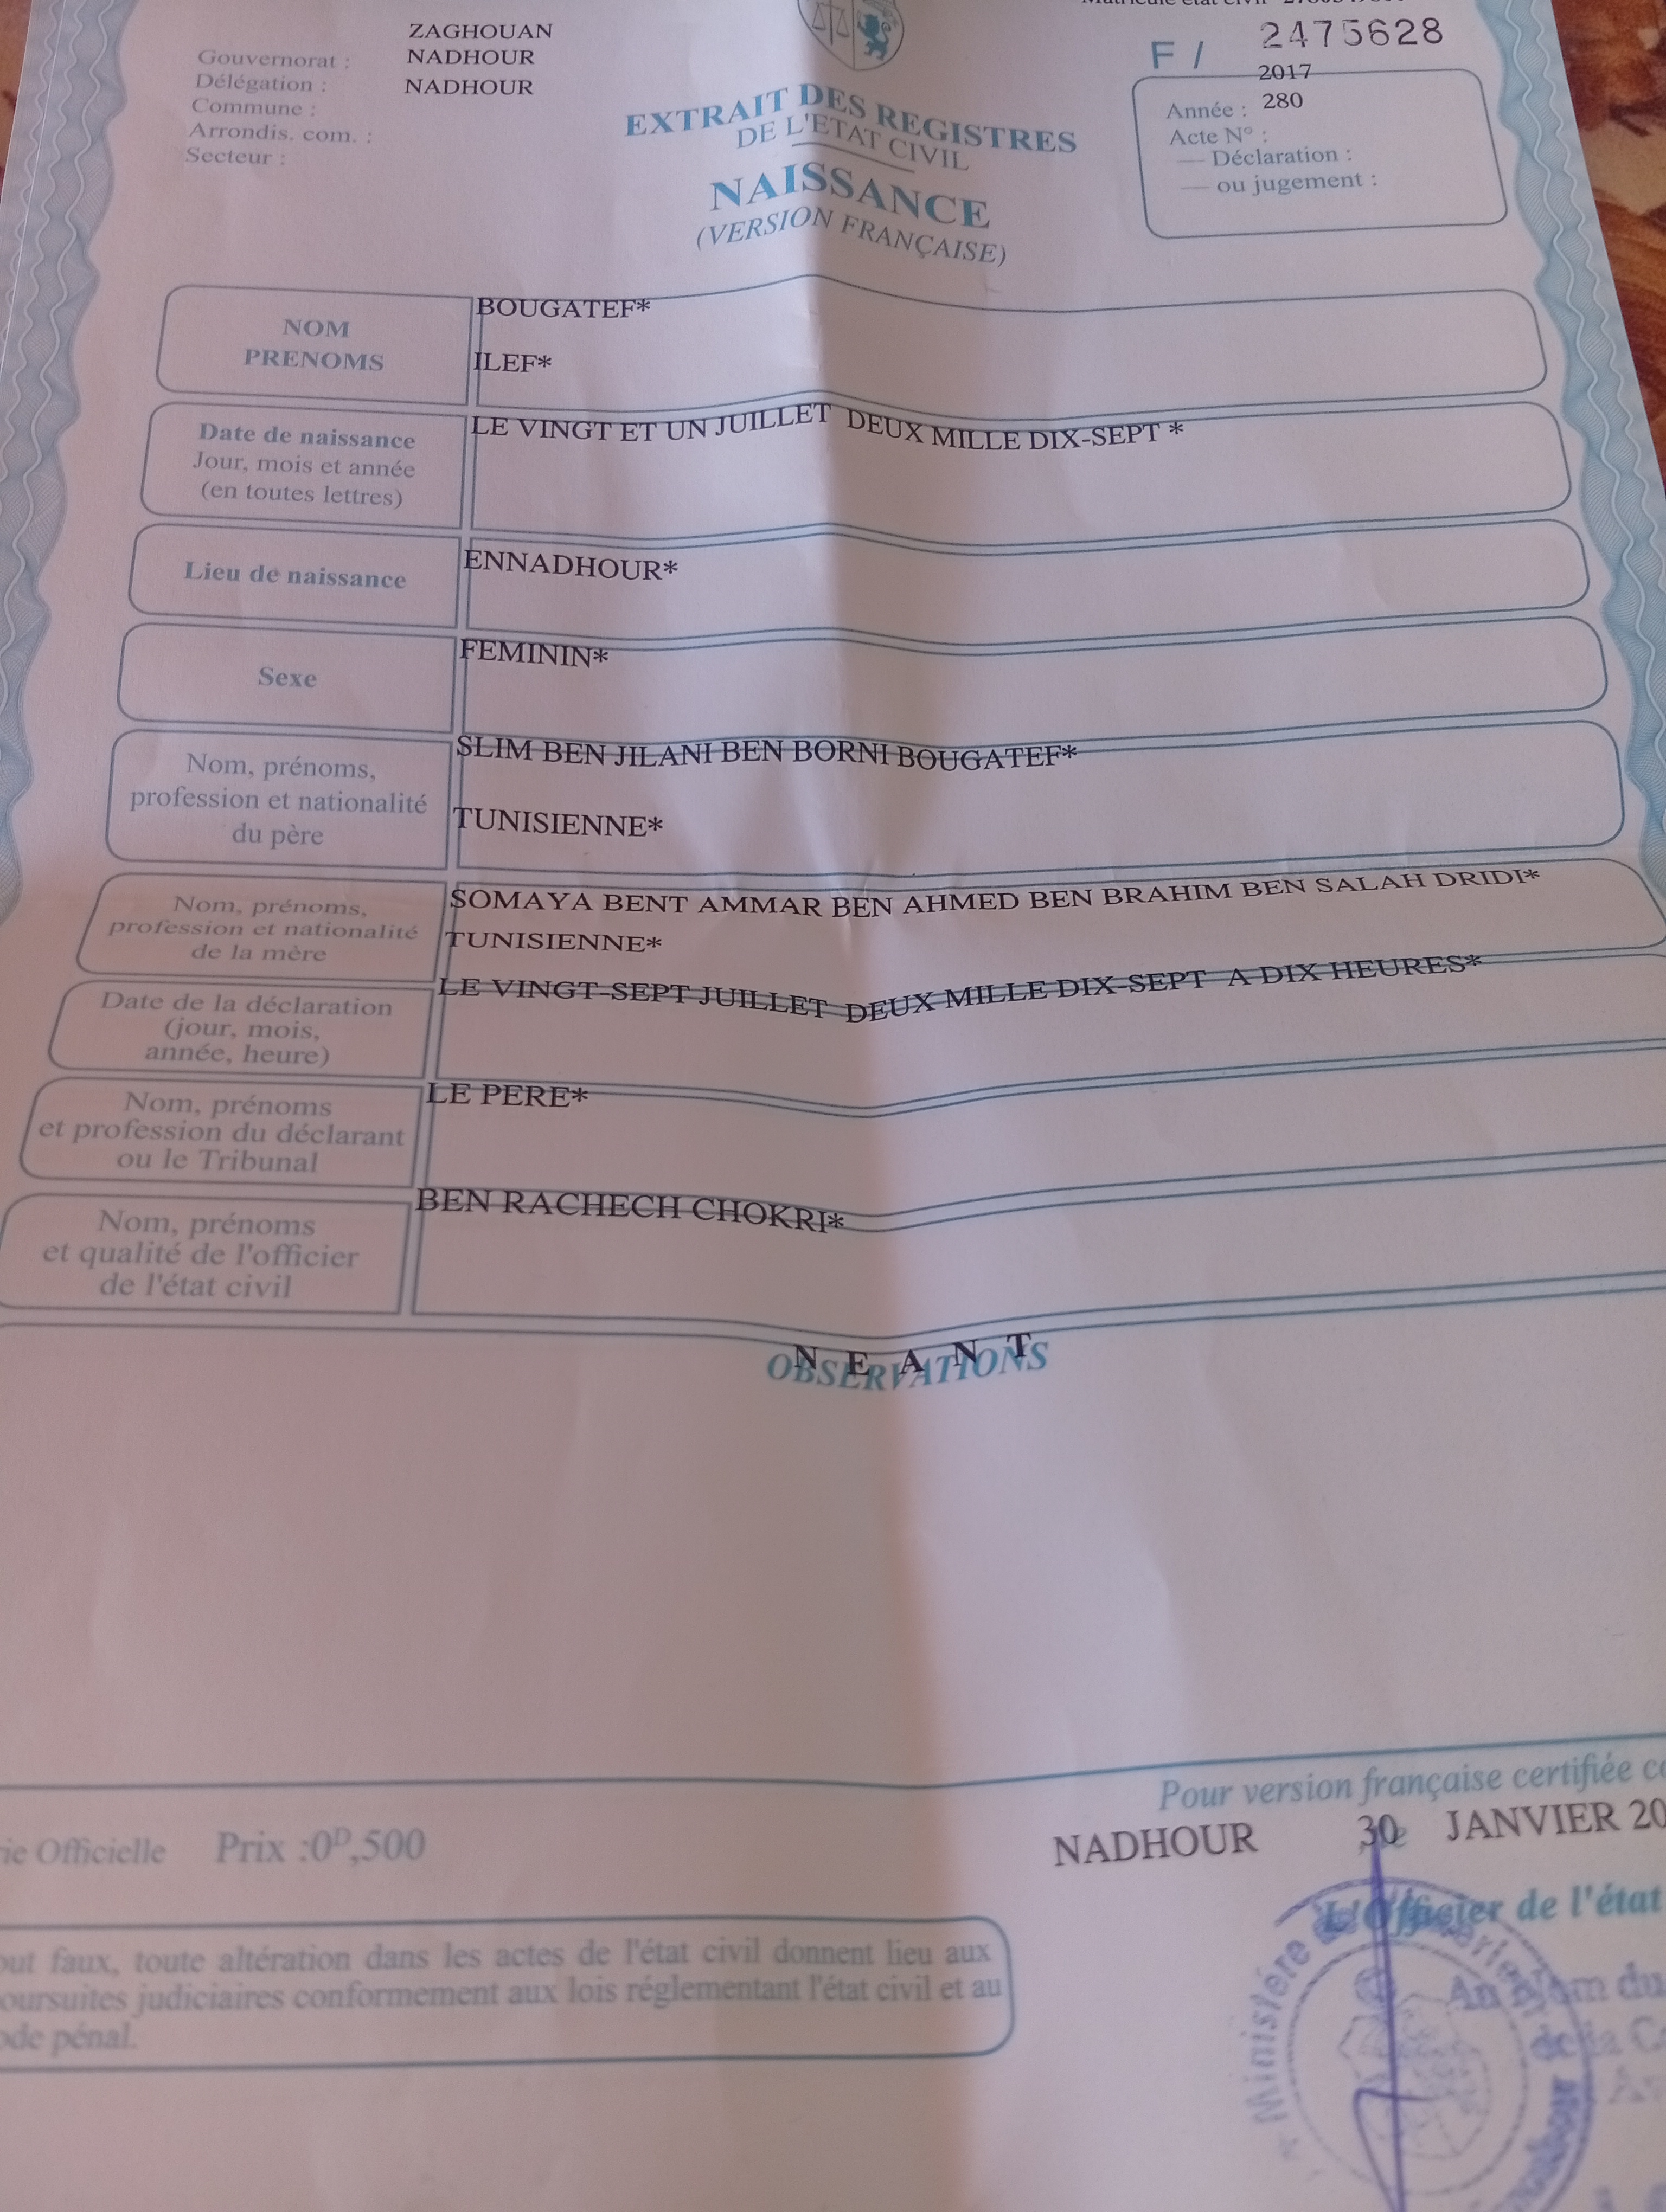 ZAGHOUAN
Gouvernorat :
NADHOUR
Délégation :
NADHOUR
Commune :
Arrondis. com. :
Secteur :
EXTRAIT DES REGISTRES
DE L'ETAT CIVIL
NAISSANCE
(VERSION FRANÇAISE)
F / 2475628
2017
Année : 280
Acte N° :
— Déclaration :
— ou jugement :
NOM
PRENOMS
BOUGATEF*
ILEF*
Date de naissance
Jour, mois et année
(en toutes lettres)
LE VINGT ET UN JUILLET DEUX MILLE DIX-SEPT *
Lieu de naissance
ENNADHOUR*
Sexe
FEMININ*
Nom, prénoms,
profession et nationalité
du père
SLIM BEN JILANI BEN BORNI BOUGATEF*
TUNISIENNE*
Nom, prénoms,
profession et nationalité
de la mère
SOMAYA BENT AMMAR BEN AHMED BEN BRAHIM BEN SALAH DRIDI*
TUNISIENNE*
Date de la déclaration
(jour, mois,
année, heure)
LE VINGT-SEPT JUILLET DEUX MILLE DIX-SEPT A DIX HEURES*
Nom, prénoms
et profession du déclarant
ou le Tribunal
LE PERE*
Nom, prénoms
et qualité de l'officier
de l'état civil
BEN RACHECH CHOKRI*
N E A N T
OBSERVATIONS
Pour version française certifiée
NADHOUR 30 JANVIER 20
Officielle Prix :0D,500
L'Officier de l'état
faux, toute altération dans les actes de l'état civil donnent lieu aux
judiciaires conformement aux lois réglementant l'état civil et au
pénal.
Ministère